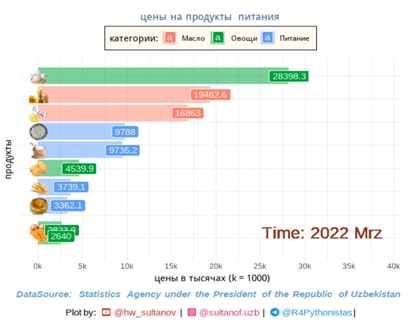 цены на продукты питания
категории: a Масло a Овощи a Питание
28398.3
19462.6
16863
9788
9735.2
4539.9
3739.1
3362.1
2640
продукты
Time: 2022 Mrz
0k 5k 10k 15k 20k 25k 30k 35k 40k
цены в тысячах (k = 1000)
DataSource: Statistics Agency under the President of the Republic of Uzbekistan
Plot by: @hw_sultanov | @sultanof.uzb | @R4Pythonistas|